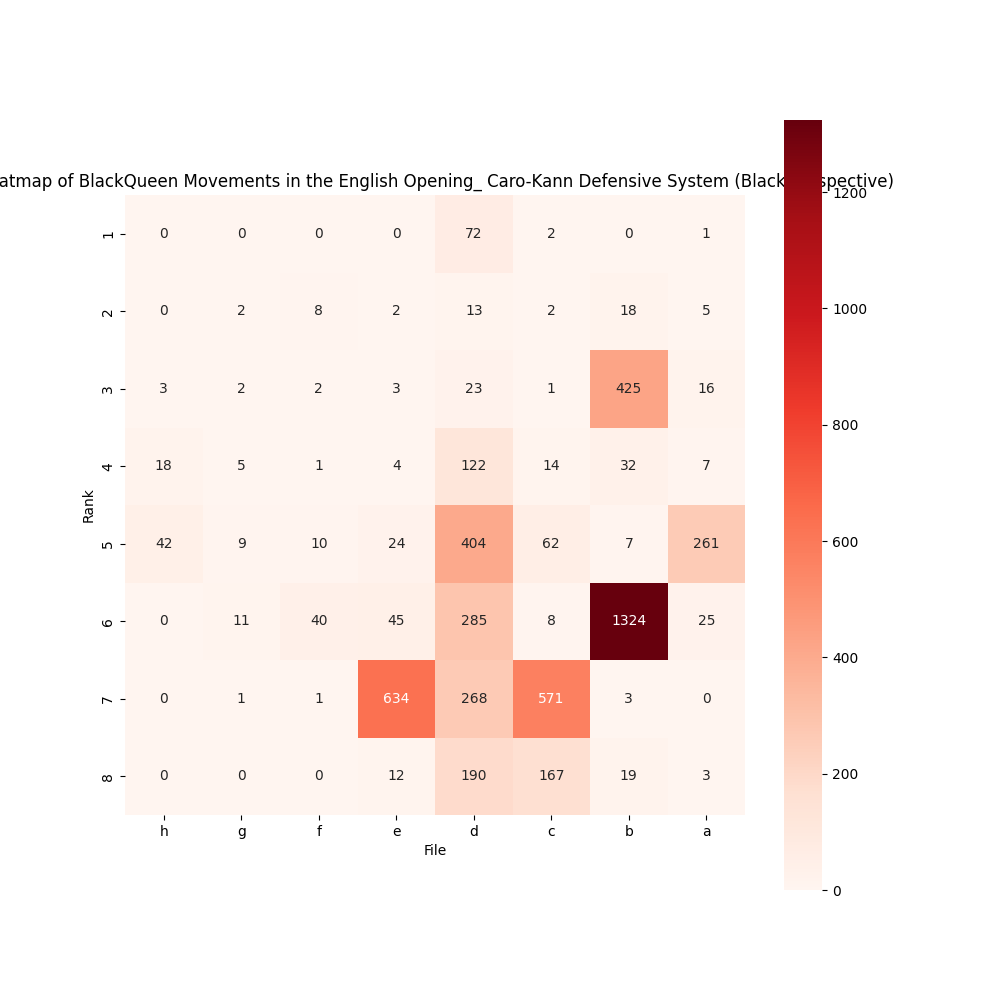 atmap of BlackQueen Movements in the English Opening_ Caro-Kann Defensive System (Black spective)
1200
1 0 0 0 0 72 2 0 1
2 0 2 8 2 13 2 18 5
1000
3 3 2 2 3 23 1 425 16
800
4 18 5 1 4 122 14 32 7
Rank
5 42 9 10 24 404 62 7 261
600
6 0 11 40 45 285 8 1324 25
400
7 0 1 1 634 268 571 3 0
200
8 0 0 0 12 190 167 19 3
h g f e d c b a
File
0